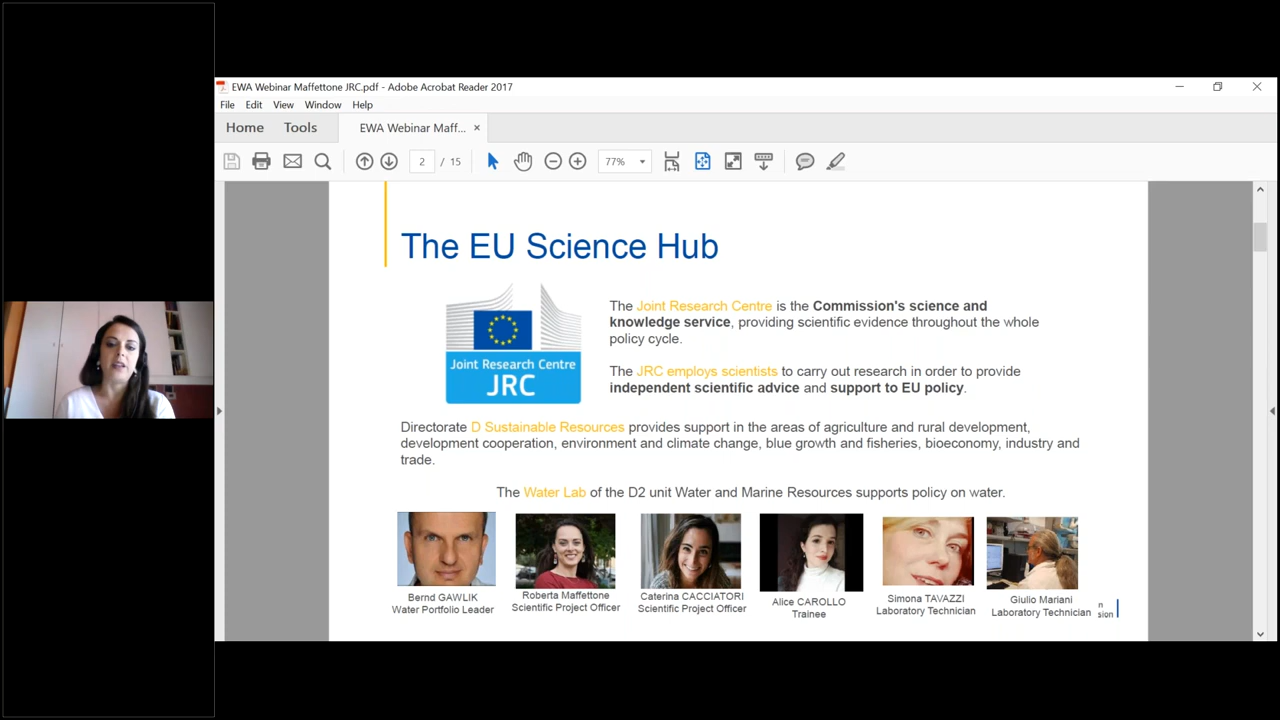 EWA Webinar Maffettone JRC.pdf - Adobe Acrobat Reader 2017
File Edit View Window Help
Home Tools EWA Webinar Maff... ×
2 / 15 77%
The EU Science Hub
The Joint Research Centre is the Commission's science and
knowledge service, providing scientific evidence throughout the whole
policy cycle.
Joint Research Centre
JRC
The JRC employs scientists to carry out research in order to provide
independent scientific advice and support to EU policy.
Directorate D Sustainable Resources provides support in the areas of agriculture and rural development,
development cooperation, environment and climate change, blue growth and fisheries, bioeconomy, industry and
trade.
The Water Lab of the D2 unit Water and Marine Resources supports policy on water.
Bernd GAWLIK
Water Portfolio Leader
Roberta Maffettone
Scientific Project Officer
Caterina CACCIATORI
Scientific Project Officer
Alice CAROLLO
Trainee
Simona TAVAZZI
Laboratory Technician
Giulio Mariani
Laboratory Technician
n
sion